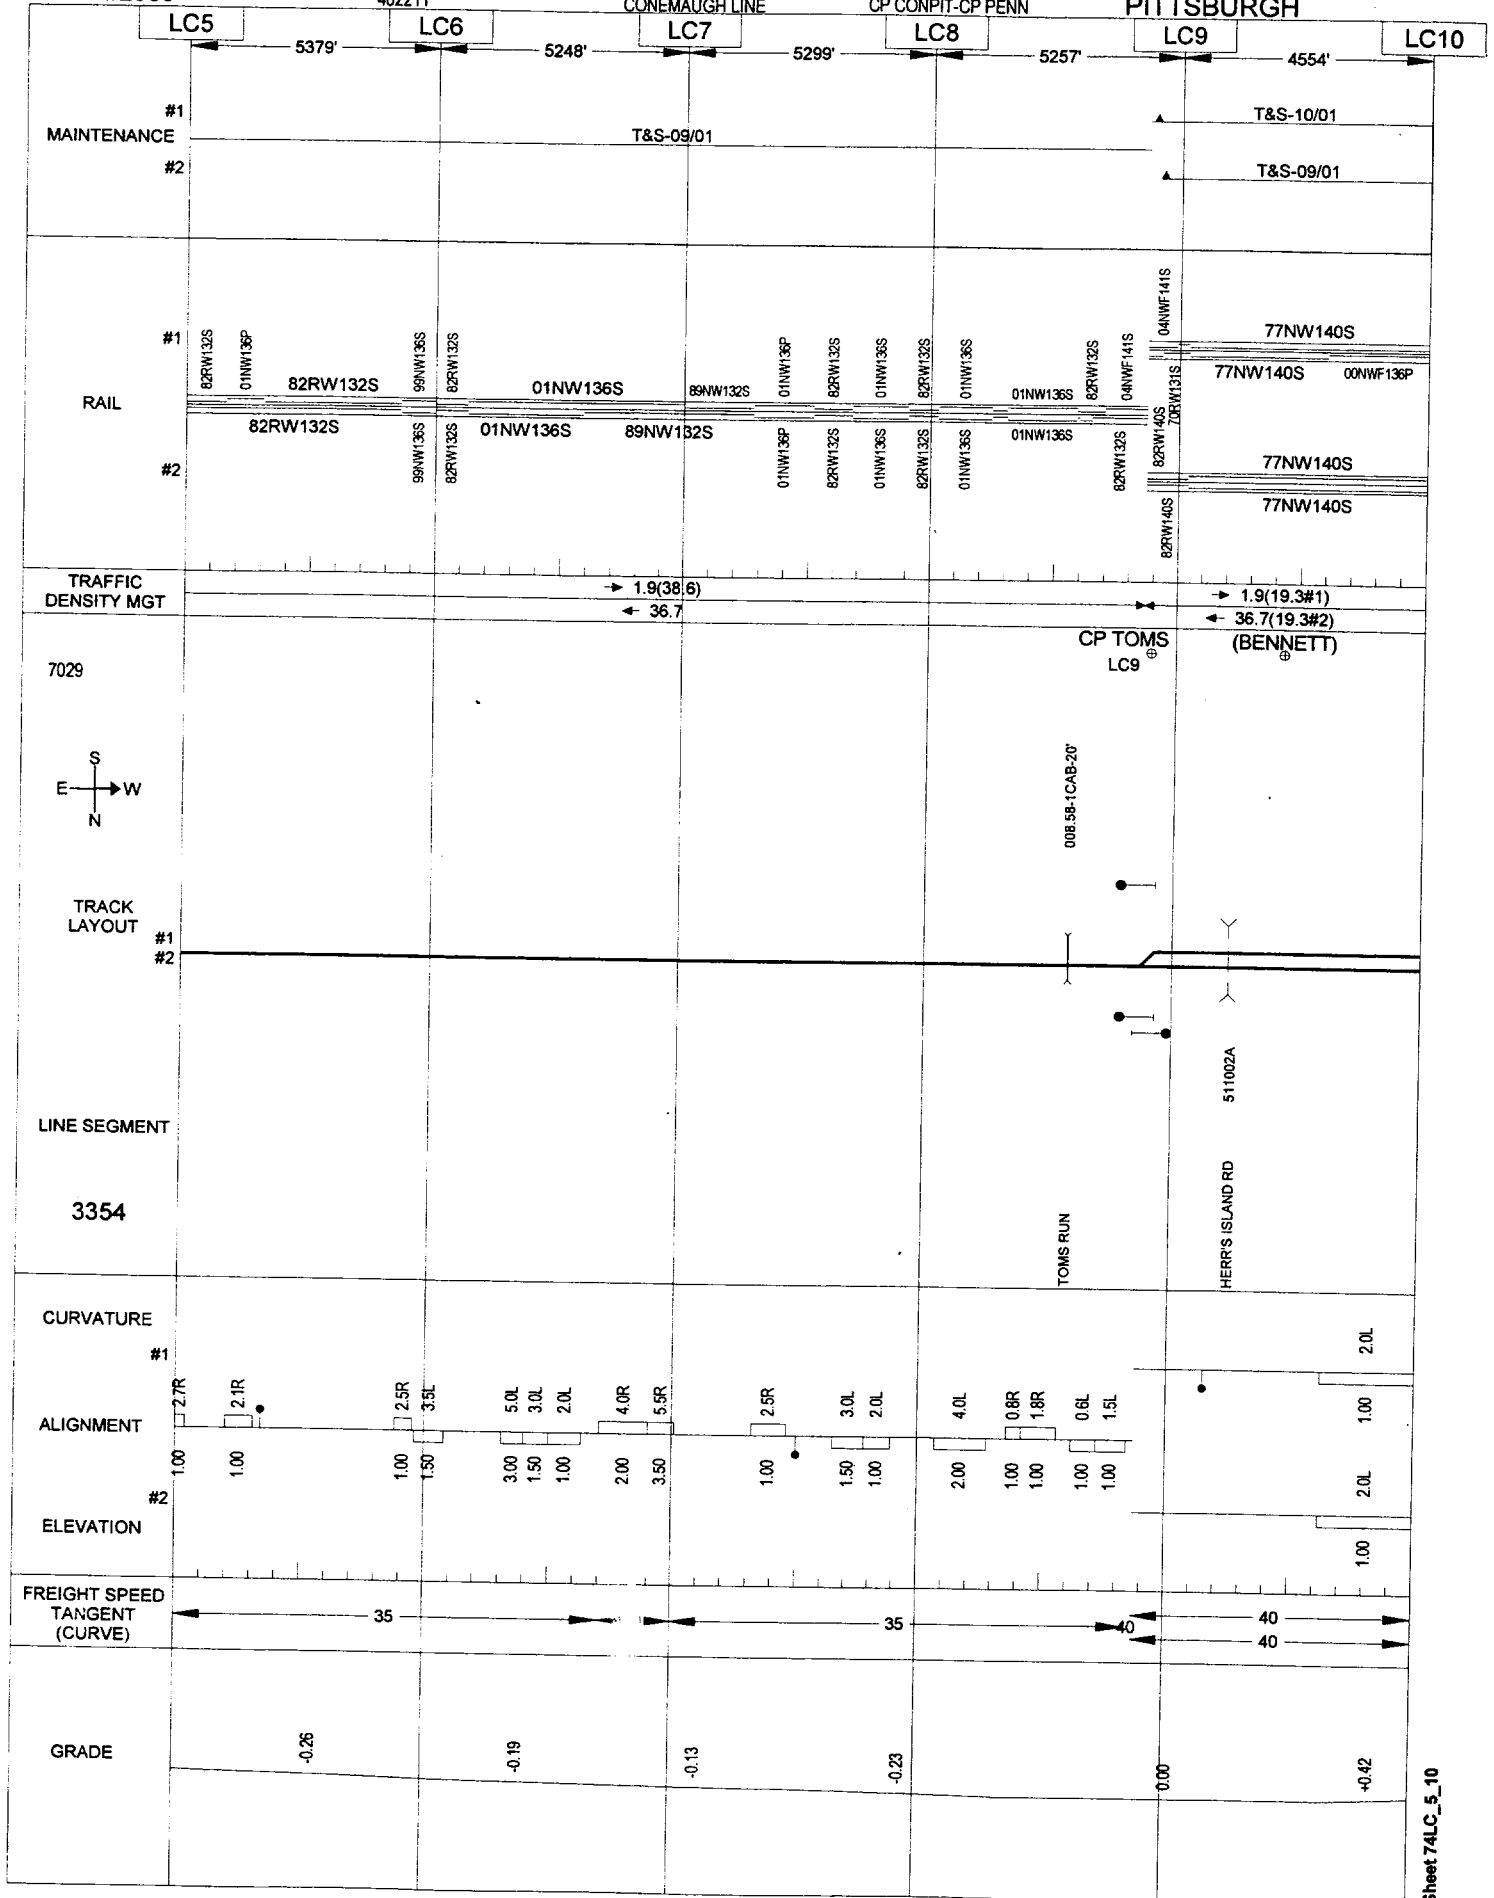 CONEMAUGH LINE CP CONPIT-CP PENN PITTSBURGH
LC5 LC6 LC7 LC8 LC9 LC10
5379' 5248' 5299' 5257' 4554'
#1
MAINTENANCE
#2
T&S-09/01
T&S-10/01
T&S-09/01
RAIL
#1
82RW132S 01NW136P 82RW132S 99NW136S 82RW132S 01NW136S 89NW132S 01NW136P 82RW132S 01NW136S 82RW132S 01NW136S 01NW136S 82RW132S 04NWF141S 04NWF141S 77NW140S
77NW140S 00NWF136P
70RW131S
#2
82RW132S 99NW136S 82RW132S 01NW136S 89NW132S 01NW136P 82RW132S 01NW136S 82RW132S 01NW136S 01NW136S 82RW132S 82RW140S 77NW140S
82RW140S 77NW140S
TRAFFIC
DENSITY MGT
1.9(38.6) 1.9(19.3#1)
36.7 36.7(19.3#2)
CP TOMS (BENNETT)
LC9
7029
S
E W
N
008.58-1CAB-20'
TRACK
LAYOUT
#1
#2
511002A
LINE SEGMENT
3354
TOMS RUN
HERR'S ISLAND RD
CURVATURE
#1
2.0L
2.7R 2.1R 2.5R 3.5L 5.0L 3.0L 2.0L 4.0R 5.5R 2.5R 3.0L 2.0L 4.0L 0.8R 1.8R 0.6L 1.5L
ALIGNMENT
1.00
1.00 1.00 1.00 1.50 3.00 1.50 1.00 2.00 3.50 1.00 1.50 1.00 2.00 1.00 1.00 1.00 1.00
#2
2.0L
ELEVATION
1.00
FREIGHT SPEED
TANGENT
(CURVE)
35 35 40 40
40
GRADE
-0.26 -0.19 -0.13 -0.23 0.00 +0.42
Sheet 74LC_5_10